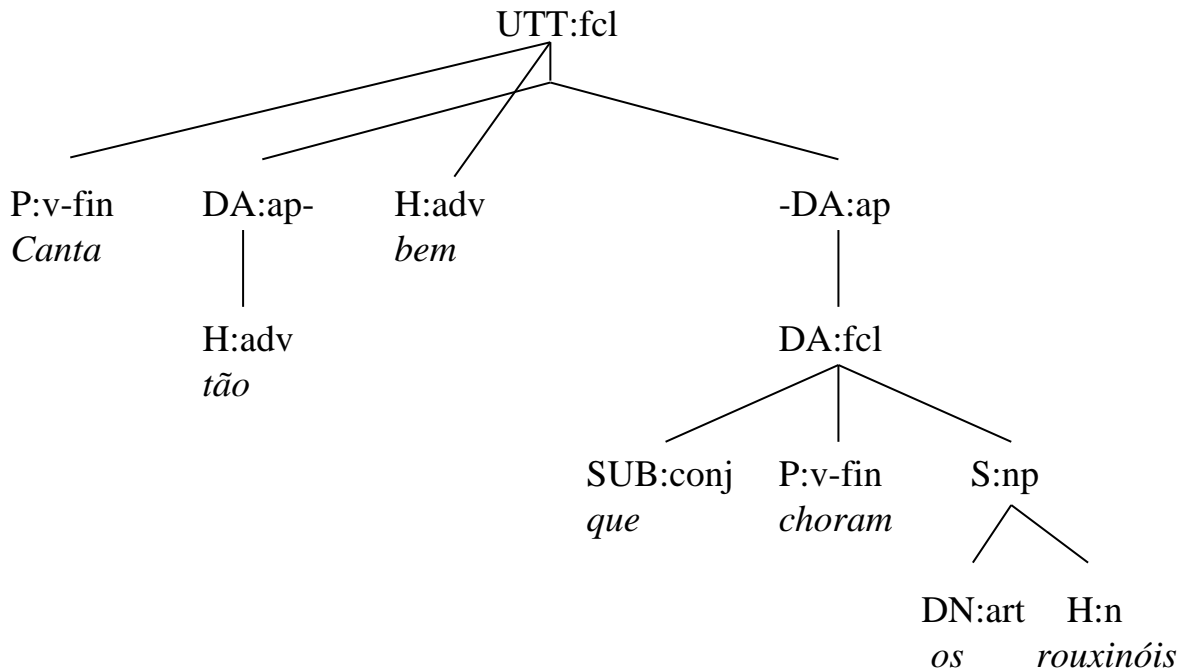 UTT:fcl
P:v-fin DA:ap- H:adv -DA:ap
Canta bem
H:adv DA:fcl
tão
SUB:conj P:v-fin S:np
que choram
DN:art H:n
os rouxinóis